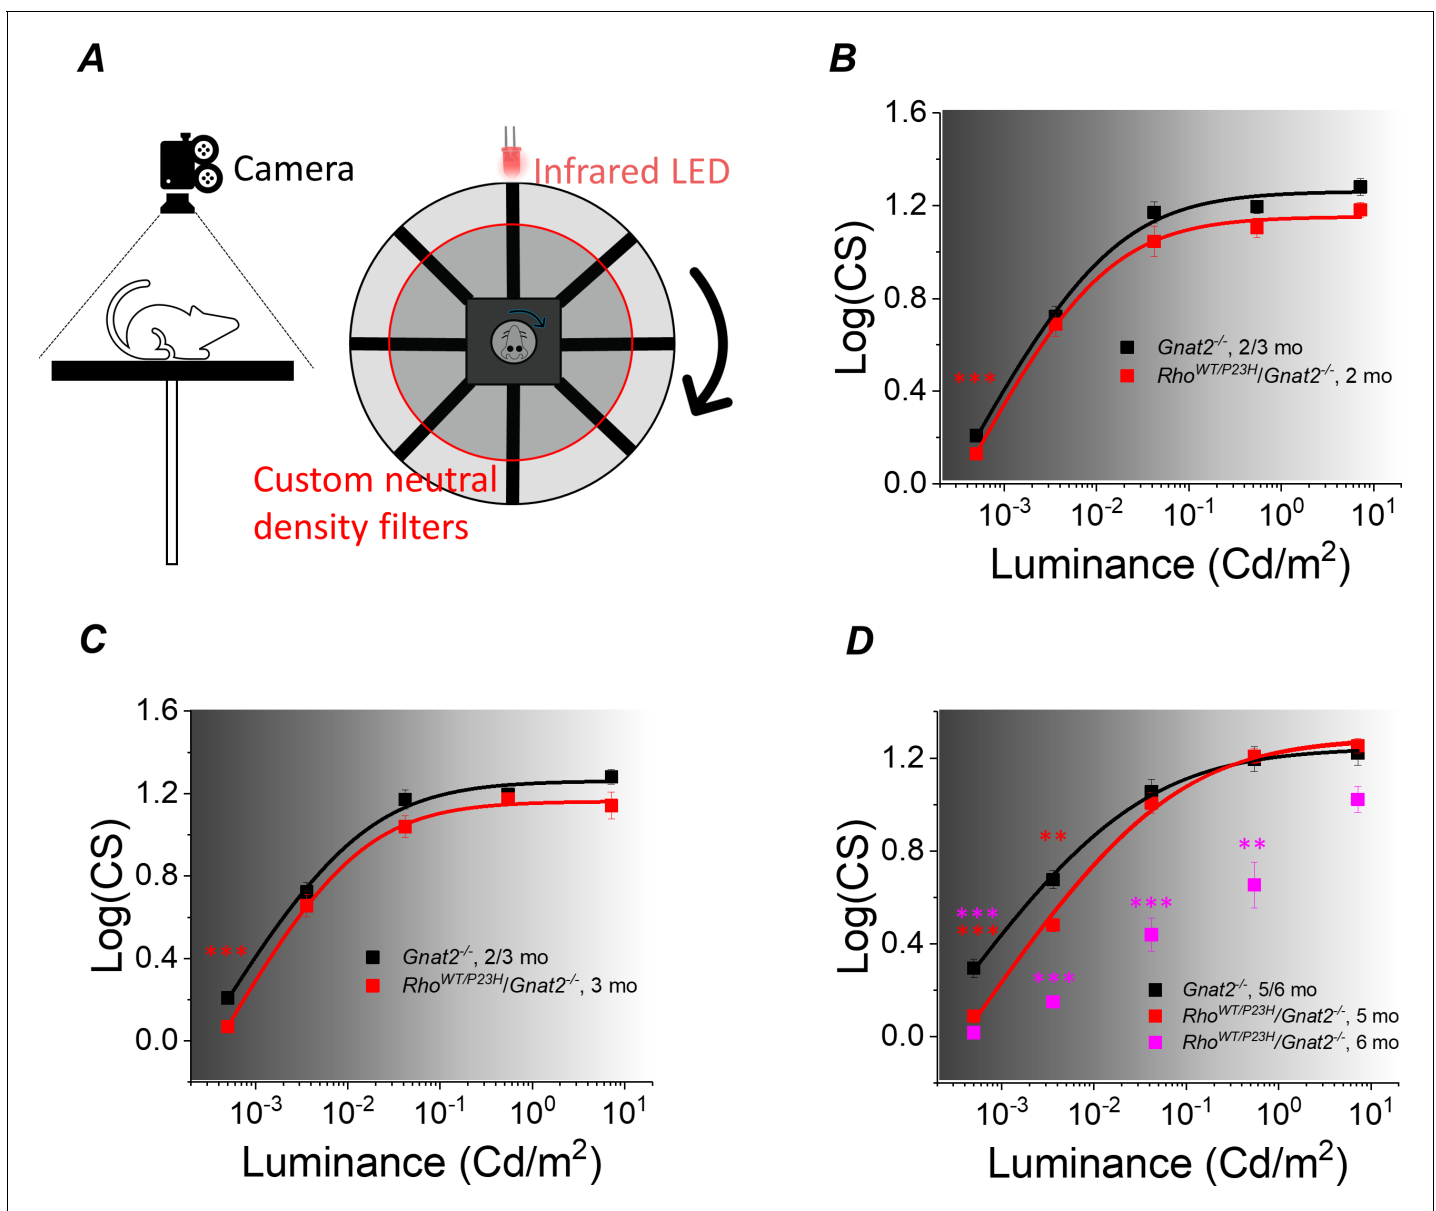 A
Camera
Infrared LED
Custom neutral
density filters
B
1.6
1.2
0.8
0.4
0.0
Log(CS)
***
Gnat2-/-, 2/3 mo
RhoWT/P23H/Gnat2-/-, 2 mo
10-3 10-2 10-1 100 101
Luminance (Cd/m2)
C
1.6
1.2
0.8
0.4
0.0
Log(CS)
***
Gnat2-/-, 2/3 mo
RhoWT/P23H/Gnat2-/-, 3 mo
10-3 10-2 10-1 100 101
Luminance (Cd/m2)
D
1.2
0.8
0.4
0.0
Log(CS)
**
**
***
***
***
***
Gnat2-/-, 5/6 mo
RhoWT/P23H/Gnat2-/-, 5 mo
RhoWT/P23H/Gnat2-/-, 6 mo
10-3 10-2 10-1 100 101
Luminance (Cd/m2)